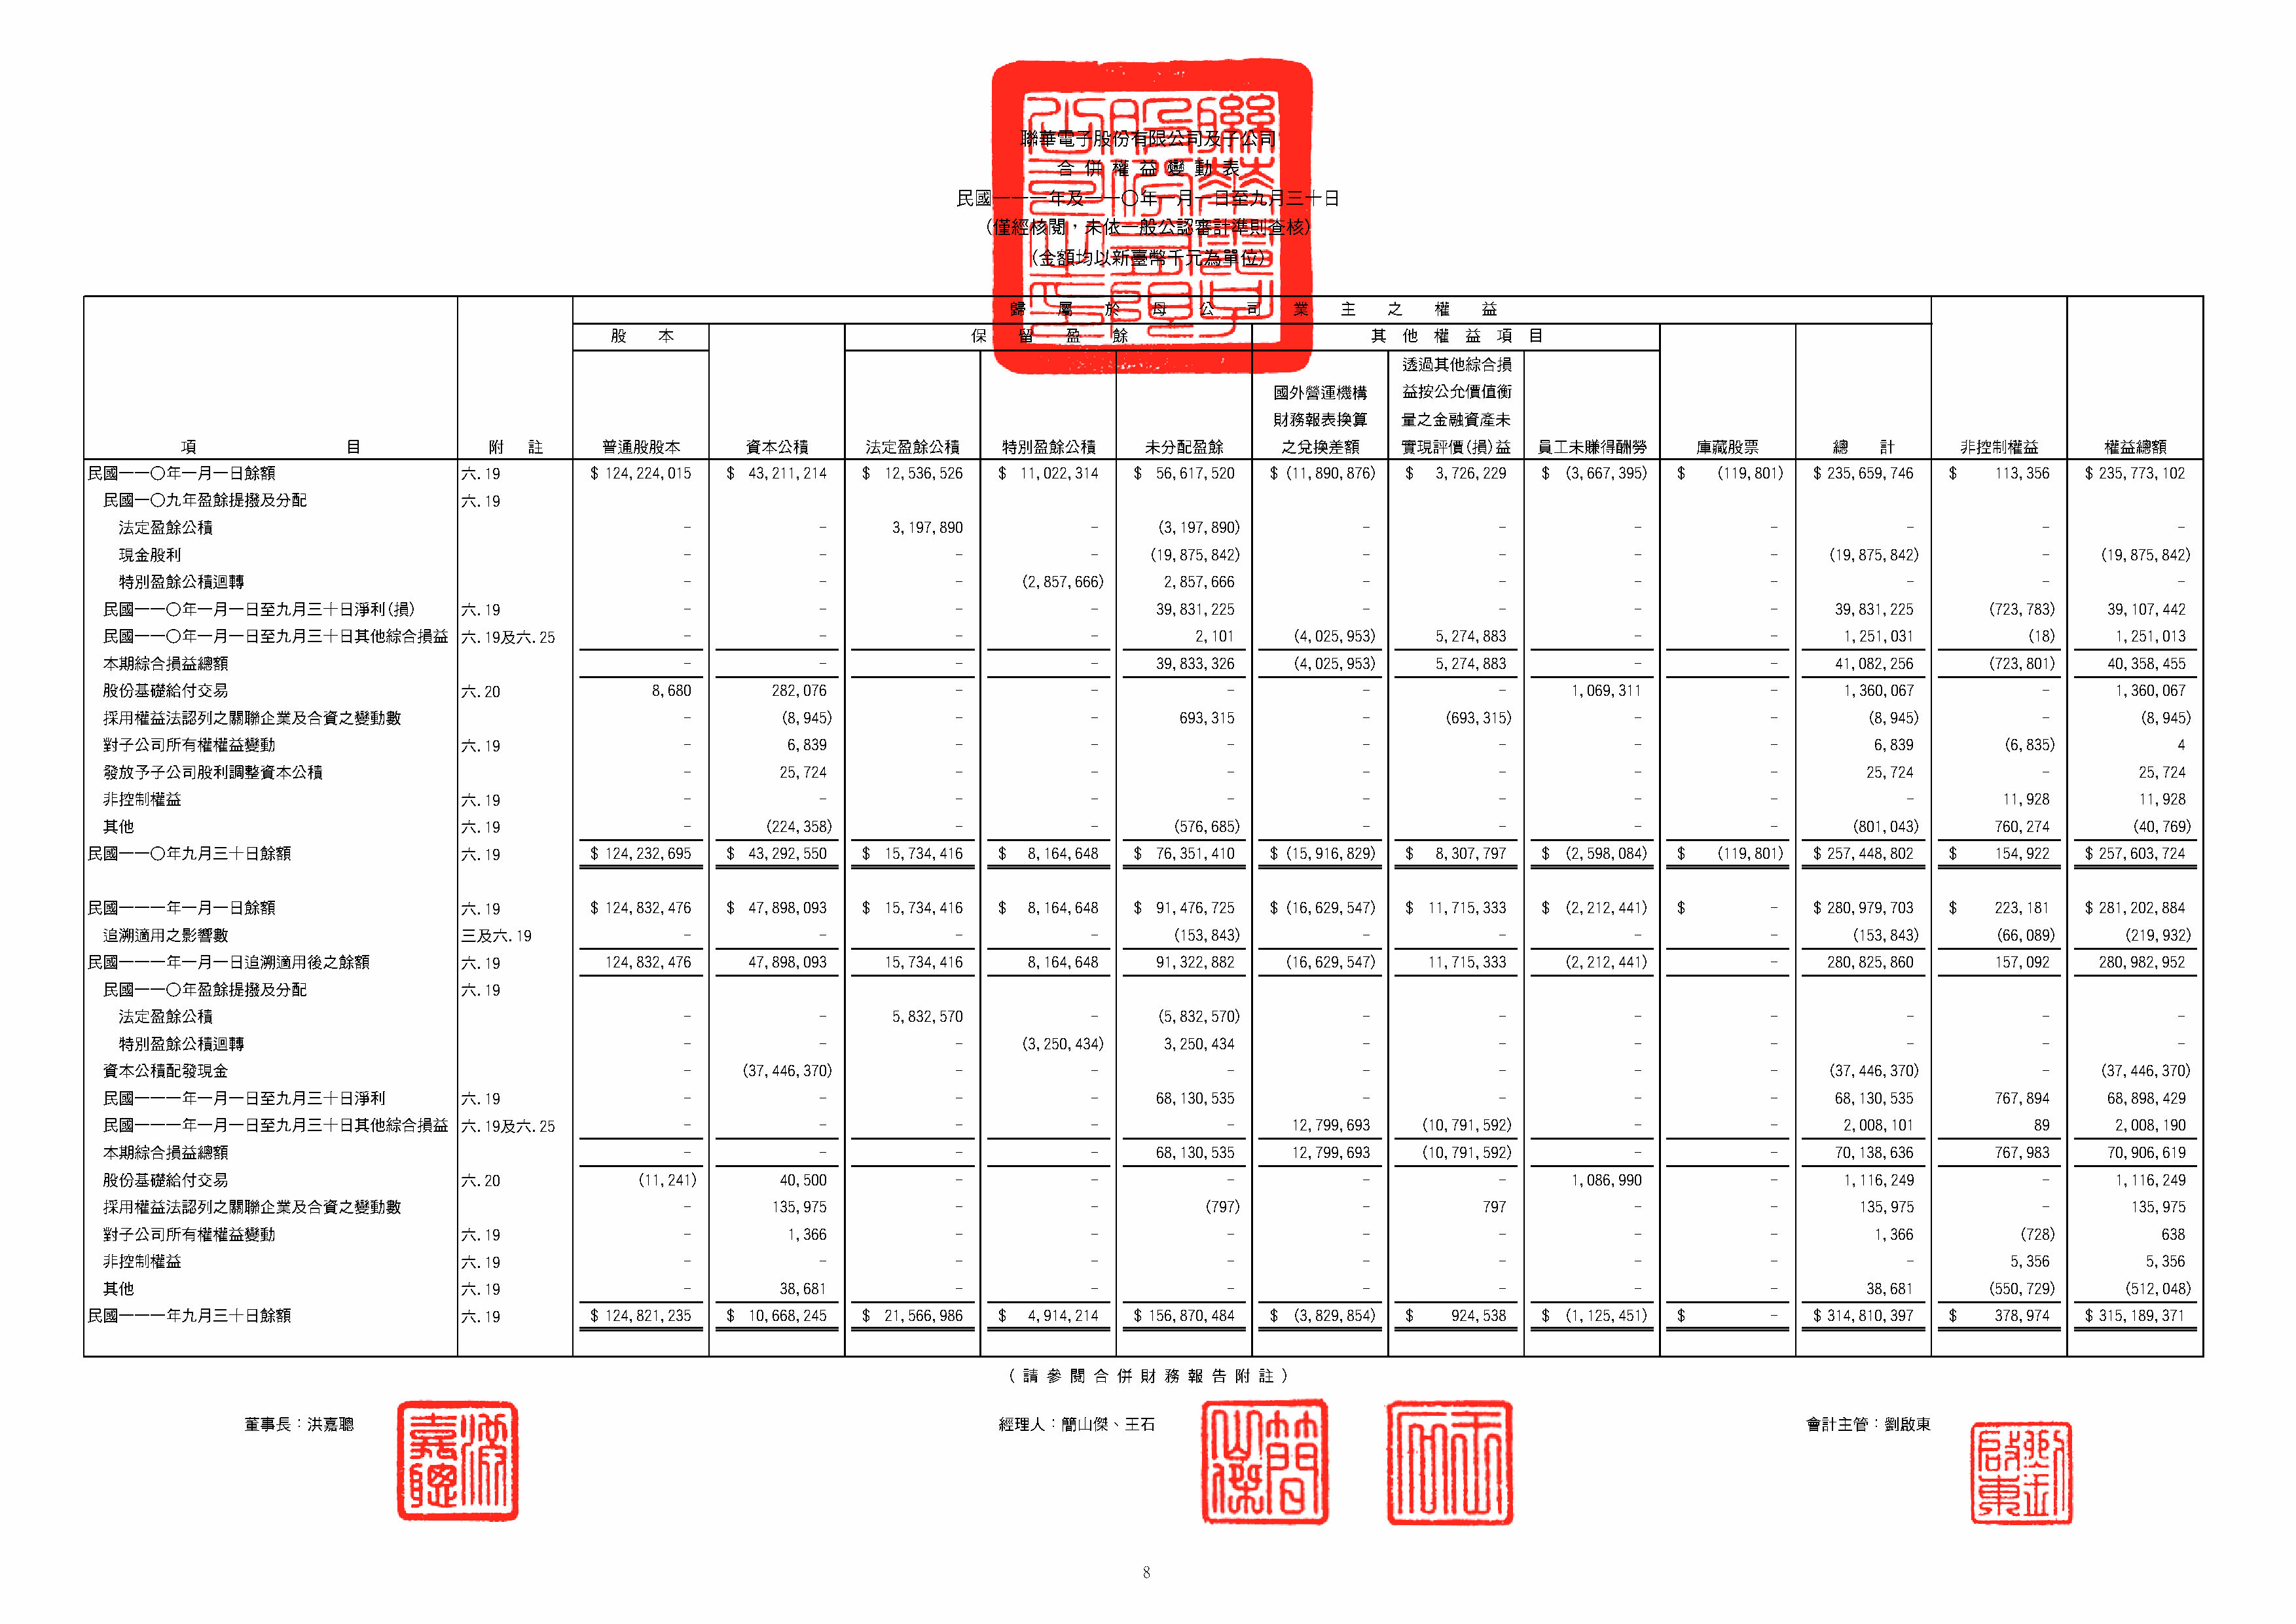 聯華電子股份有限公司及子公司
合併權益變動表
民國一一一年及一一〇年一月一日至九月三十日
(僅經核閱,未依一般公認審計準則查核)
(金額均以新臺幣千元為單位)
歸屬於母公司業主之權益
股本 保留盈餘 其他權益項目
透過其他綜合損
國外營運機構 益按公允價值衡
財務報表換算 量之金融資產未
項目 附註 普通股股本 資本公積 法定盈餘公積 特別盈餘公積 未分配盈餘 之兌換差額 實現評價(損)益 員工未賺得酬勞 庫藏股票 總計 非控制權益 權益總額
民國一一〇年一月一日餘額 六.19 $ 124,224,015 $ 43,211,214 $ 12,536,526 $ 11,022,314 $ 56,617,520 $ (11,890,876) $ 3,726,229 $ (3,667,395) $ (119,801) $ 235,659,746 $ 113,356 $ 235,773,102
民國一〇九年盈餘提撥及分配 六.19
法定盈餘公積 - - 3,197,890 - (3,197,890) - - - - - - -
現金股利 - - - - (19,875,842) - - - - (19,875,842) - (19,875,842)
特別盈餘公積迴轉 - - - (2,857,666) 2,857,666 - - - - - - -
民國一一〇年一月一日至九月三十日淨利(損) 六.19 - - - - 39,831,225 - - - - 39,831,225 (723,783) 39,107,442
民國一一〇年一月一日至九月三十日其他綜合損益 六.19及六.25 - - - - 2,101 (4,025,953) 5,274,883 - - 1,251,031 (18) 1,251,013
本期綜合損益總額 - - - - 39,833,326 (4,025,953) 5,274,883 - - 41,082,256 (723,801) 40,358,455
股份基礎給付交易 六.20 8,680 282,076 - - - - - 1,069,311 - 1,360,067 - 1,360,067
採用權益法認列之關聯企業及合資之變動數 - (8,945) - - 693,315 - (693,315) - - (8,945) - (8,945)
對子公司所有權權益變動 六.19 - 6,839 - - - - - - - 6,839 (6,835) 4
發放予子公司股利調整資本公積 - 25,724 - - - - - - - 25,724 - 25,724
非控制權益 六.19 - - - - - - - - - - 11,928 11,928
其他 六.19 - (224,358) - - (576,685) - - - - (801,043) 760,274 (40,769)
民國一一〇年九月三十日餘額 六.19 $ 124,232,695 $ 43,292,550 $ 15,734,416 $ 8,164,648 $ 76,351,410 $ (15,916,829) $ 8,307,797 $ (2,598,084) $ (119,801) $ 257,448,802 $ 154,922 $ 257,603,724
民國一一一年一月一日餘額 六.19 $ 124,832,476 $ 47,898,093 $ 15,734,416 $ 8,164,648 $ 91,476,725 $ (16,629,547) $ 11,715,333 $ (2,212,441) $ - $ 280,979,703 $ 223,181 $ 281,202,884
追溯適用之影響數 三及六.19 - - - - (153,843) - - - - (153,843) (66,089) (219,932)
民國一一一年一月一日追溯適用後之餘額 六.19 124,832,476 47,898,093 15,734,416 8,164,648 91,322,882 (16,629,547) 11,715,333 (2,212,441) - 280,825,860 157,092 280,982,952
民國一一〇年盈餘提撥及分配 六.19
法定盈餘公積 - - 5,832,570 - (5,832,570) - - - - - - -
特別盈餘公積迴轉 - - - (3,250,434) 3,250,434 - - - - - - -
資本公積配發現金 - (37,446,370) - - - - - - - (37,446,370) - (37,446,370)
民國一一一年一月一日至九月三十日淨利 六.19 - - - - 68,130,535 - - - - 68,130,535 767,894 68,898,429
民國一一一年一月一日至九月三十日其他綜合損益 六.19及六.25 - - - - - 12,799,693 (10,791,592) - - 2,008,101 89 2,008,190
本期綜合損益總額 - - - - 68,130,535 12,799,693 (10,791,592) - - 70,138,636 767,983 70,906,619
股份基礎給付交易 六.20 (11,241) 40,500 - - - - - 1,086,990 - 1,116,249 - 1,116,249
採用權益法認列之關聯企業及合資之變動數 - 135,975 - - (797) - 797 - - 135,975 - 135,975
對子公司所有權權益變動 六.19 - 1,366 - - - - - - - 1,366 (728) 638
非控制權益 六.19 - - - - - - - - - - 5,356 5,356
其他 六.19 - 38,681 - - - - - - - 38,681 (550,729) (512,048)
民國一一一年九月三十日餘額 六.19 $ 124,821,235 $ 10,668,245 $ 21,566,986 $ 4,914,214 $ 156,870,484 $ (3,829,854) $ 924,538 $ (1,125,451) $ - $ 314,810,397 $ 378,974 $ 315,189,371
(請參閱合併財務報告附註)
董事長:洪嘉聰 經理人:簡山傑、王石 會計主管:劉啟東
洪嘉聰 簡山傑 王石 劉啟東
8